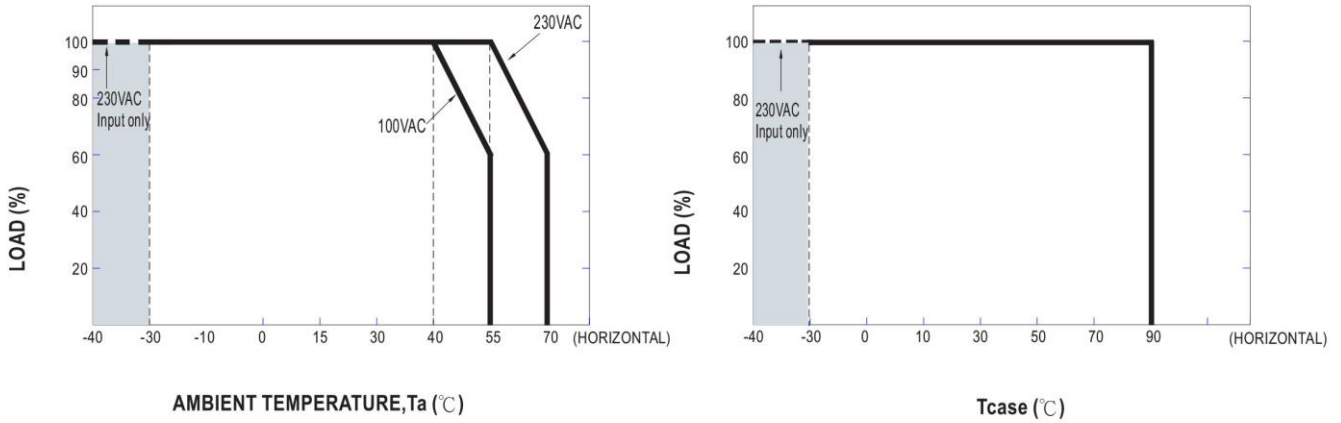 230VAC
100
90
80
60
40
20
230VAC
Input only
100VAC
LOAD (%)
-40 -30 -10 0 15 30 40 55 70 (HORIZONTAL)
AMBIENT TEMPERATURE,Ta (℃)
100
80
60
40
20
230VAC
Input only
LOAD (%)
-40 -30 0 10 30 50 70 90 (HORIZONTAL)
Tcase (℃)